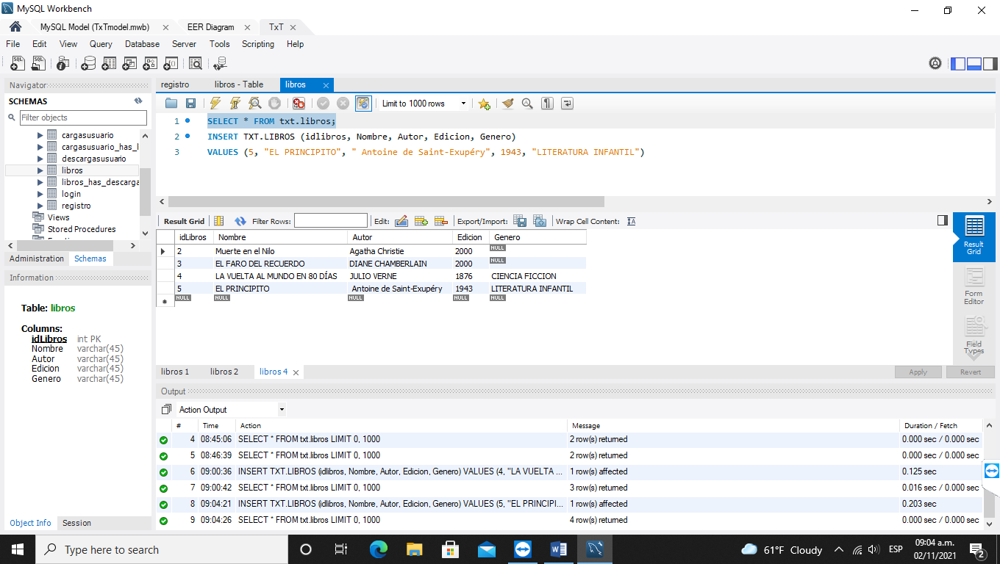 MySQL Workbench
MySQL Model (TxTmodel.mwb) EER Diagram TxT
File Edit View Query Database Server Tools Scripting Help
Navigator
SCHEMAS
Filter objects
cargasusuario
cargasusuario_has_l
descargasusuario
libros
libros_has_descarga
login
registro
Views
Stored Procedures
Administration Schemas
Information
Table: libros
Columns:
idLibros int PK
Nombre varchar(45)
Autor varchar(45)
Edicion varchar(45)
Genero varchar(45)
Object Info Session
registro libros - Table libros
Limit to 1000 rows
1 SELECT * FROM txt.libros;
2 INSERT TXT.LIBROS (idlibros, Nombre, Autor, Edicion, Genero)
3 VALUES (5, "EL PRINCIPITO", " Antoine de Saint-Exupéry", 1943, "LITERATURA INFANTIL")
Result Grid Filter Rows: Edit: Export/Import: Wrap Cell Content: IA
idLibros Nombre Autor Edicion Genero
2 Muerte en el Nilo Agatha Christie 2000 NULL
3 EL FARO DEL RECUERDO DIANE CHAMBERLAIN 2000 NULL
4 LA VUELTA AL MUNDO EN 80 DÍAS JULIO VERNE 1876 CIENCIA FICCION
5 EL PRINCIPITO Antoine de Saint-Exupéry 1943 LITERATURA INFANTIL
NULL NULL NULL NULL NULL
Result
Grid
Form
Editor
Field
Types
libros 1 libros 2 libros 4 Apply Revert
Output
Action Output
# Time Action Message Duration / Fetch
4 08:45:06 SELECT * FROM txt.libros LIMIT 0, 1000 2 row(s) returned 0.000 sec / 0.000 sec
5 08:46:39 SELECT * FROM txt.libros LIMIT 0, 1000 2 row(s) returned 0.000 sec / 0.000 sec
6 09:00:36 INSERT TXT.LIBROS (idlibros, Nombre, Autor, Edicion, Genero) VALUES (4, "LA VUELTA ... 1 row(s) affected 0.125 sec
7 09:00:42 SELECT * FROM txt.libros LIMIT 0, 1000 3 row(s) returned 0.016 sec / 0.000 sec
8 09:04:21 INSERT TXT.LIBROS (idlibros, Nombre, Autor, Edicion, Genero) VALUES (5, "EL PRINCIPI... 1 row(s) affected 0.203 sec
9 09:04:26 SELECT * FROM txt.libros LIMIT 0, 1000 4 row(s) returned 0.000 sec / 0.000 sec
Type here to search
61°F Cloudy ESP 09:04 a.m.
02/11/2021
2